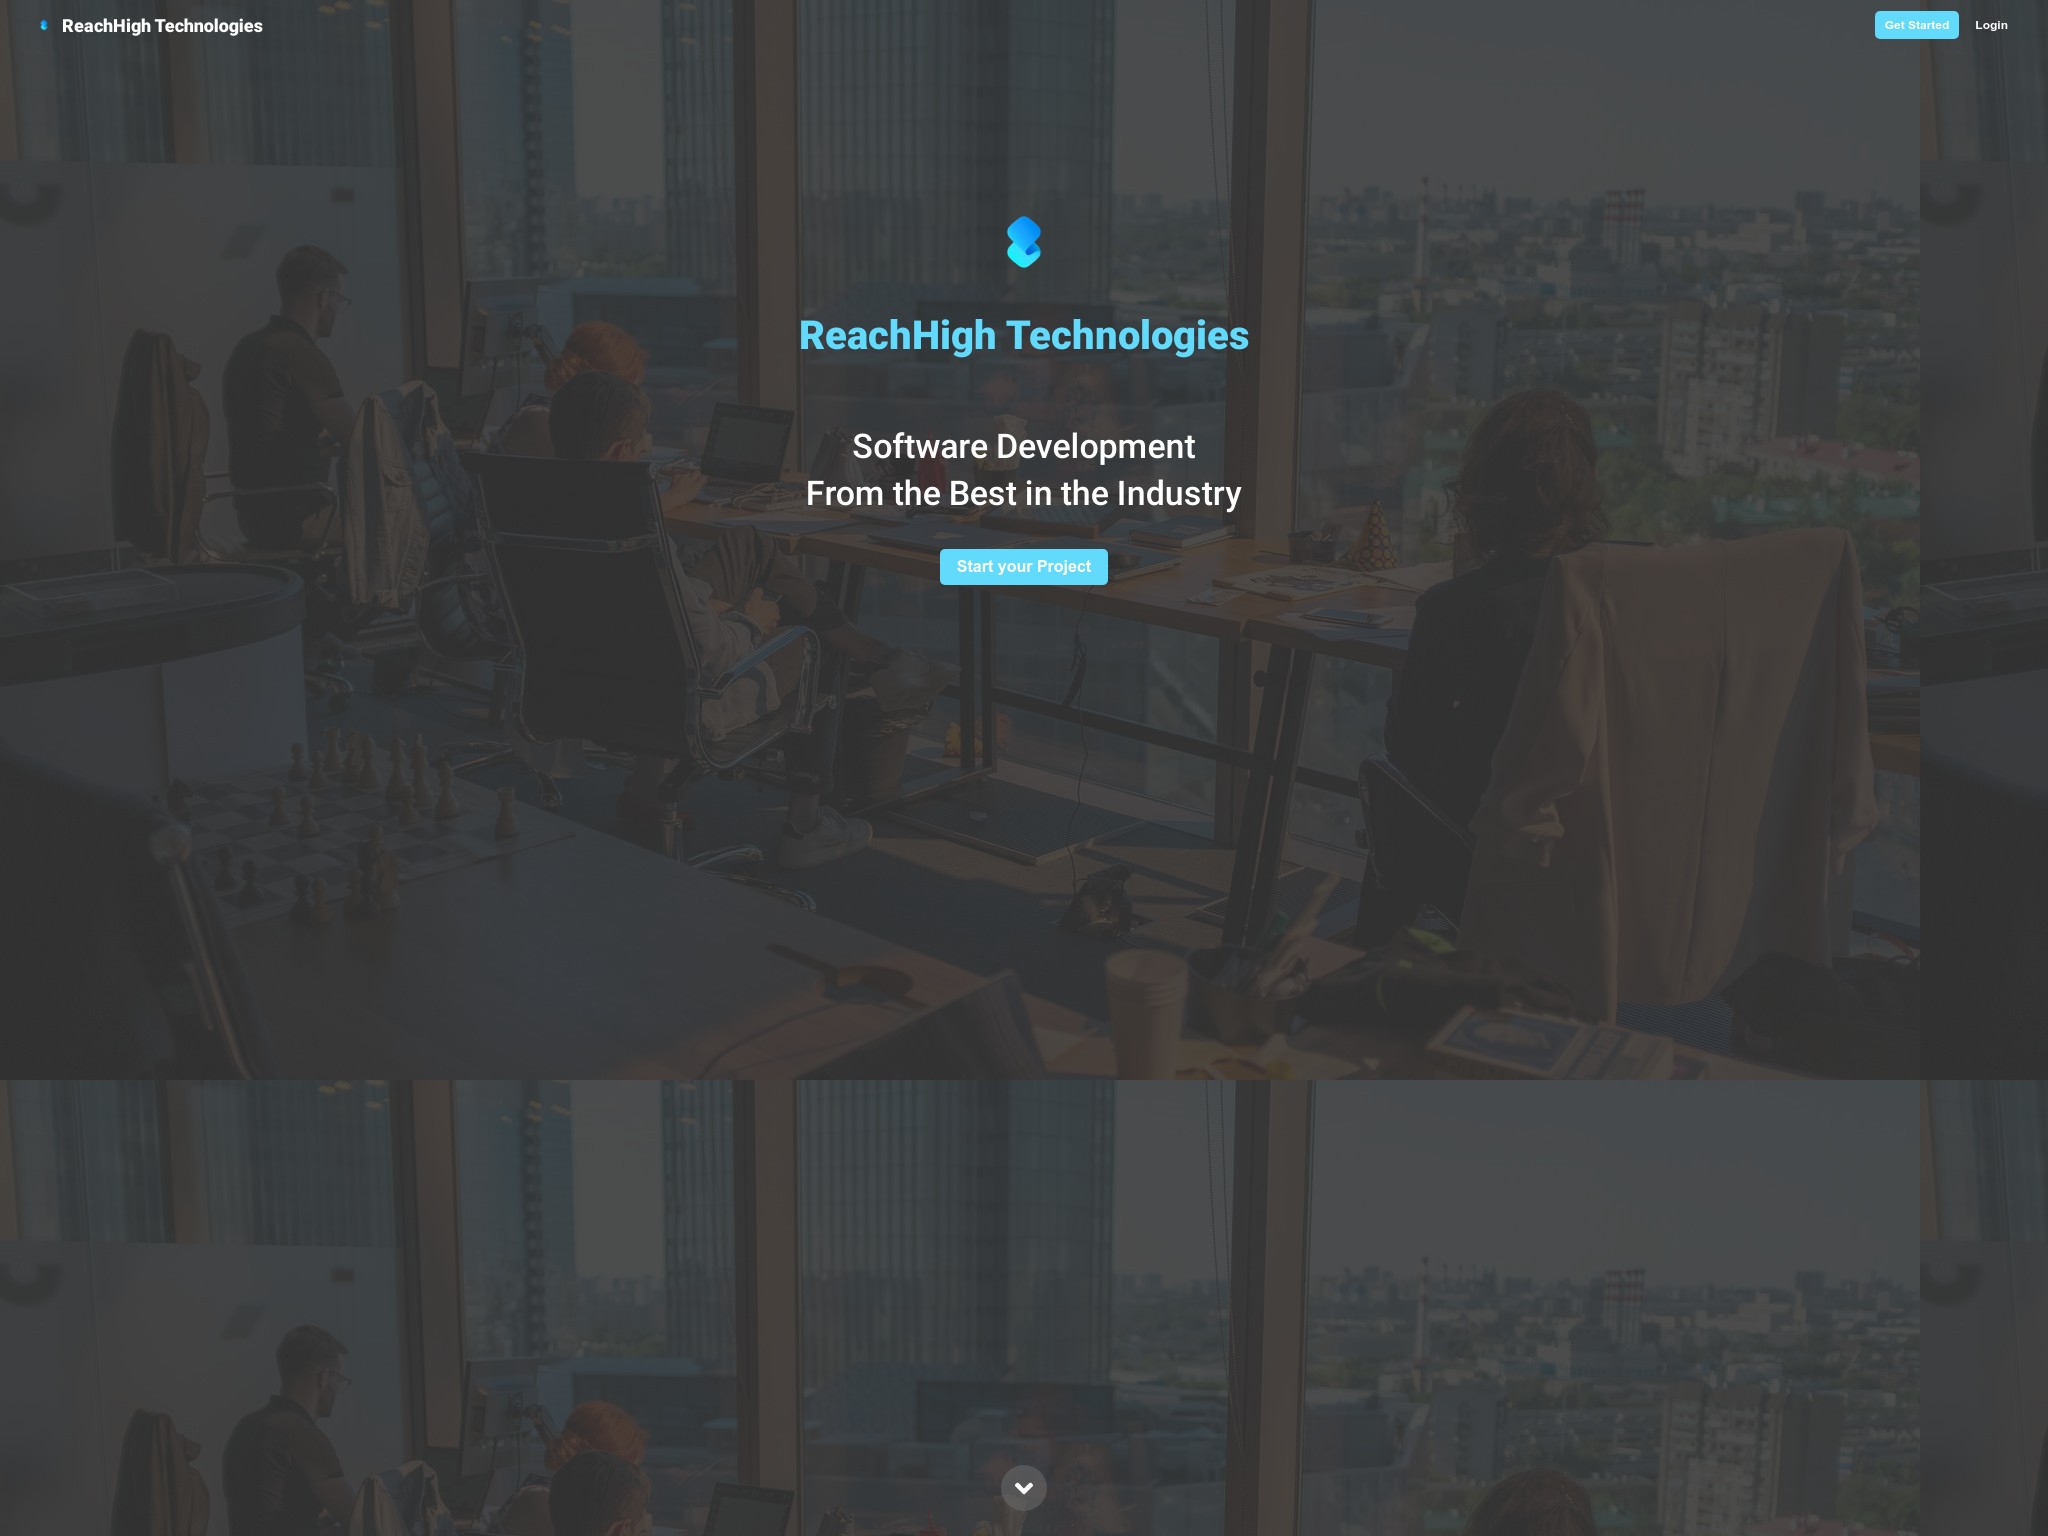 ReachHigh Technologies
Get Started
Login
ReachHigh Technologies
Software Development
From the Best in the Industry
Start your Project